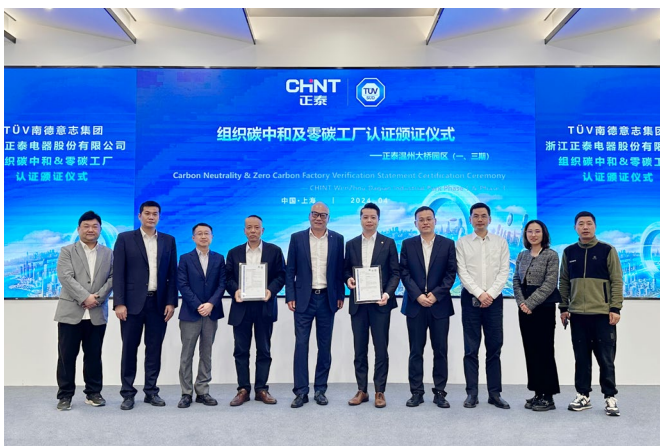 CHNT
正泰
TÜV
组织碳中和及零碳工厂认证颁证仪式
——正泰温州大桥园区(一、三期)
Carbon Neutrality & Zero Carbon Factory Verification Statement Certification Ceremony
中国·上海 | 2024.04
TÜV南德意志集团
正泰电器股份有限公司
织碳中和&零碳工厂
认证颁证仪式
TÜV南德意志集团
浙江正泰电器股份有限
组织碳中和&零碳工
认证颁证仪式